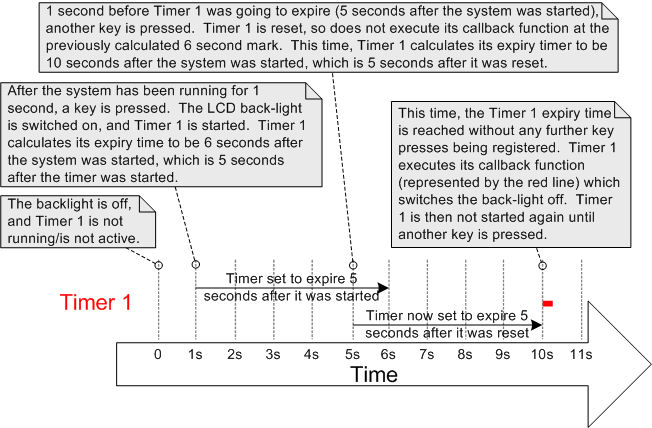 1 second before Timer 1 was going to expire (5 seconds after the system was started),
another key is pressed.  Timer 1 is reset, so does not execute its callback function at the
previously calculated 6 second mark.  This time, Timer 1 calculates its expiry timer to be
10 seconds after the system was started, which is 5 seconds after it was reset.
After the system has been running for 1
second, a key is pressed.  The LCD back-light
is switched on, and Timer 1 is started.  Timer 1
calculates its expiry time to be 6 seconds after
the system was started, which is 5 seconds
after the timer was started.
This time, the Timer 1 expiry time
is reached without any further key
presses being registered.  Timer 1
executes its callback function
(represented by the red line) which
switches the back-light off.  Timer
1 is then not started again until
another key is pressed.
The backlight is off,
and Timer 1 is not
running/is not active.
Timer set to expire 5
seconds after it was started
Timer 1
Timer now set to expire 5
seconds after it was reset
0 1s 2s 3s 4s 5s 6s 7s 8s 9s 10s 11s
Time